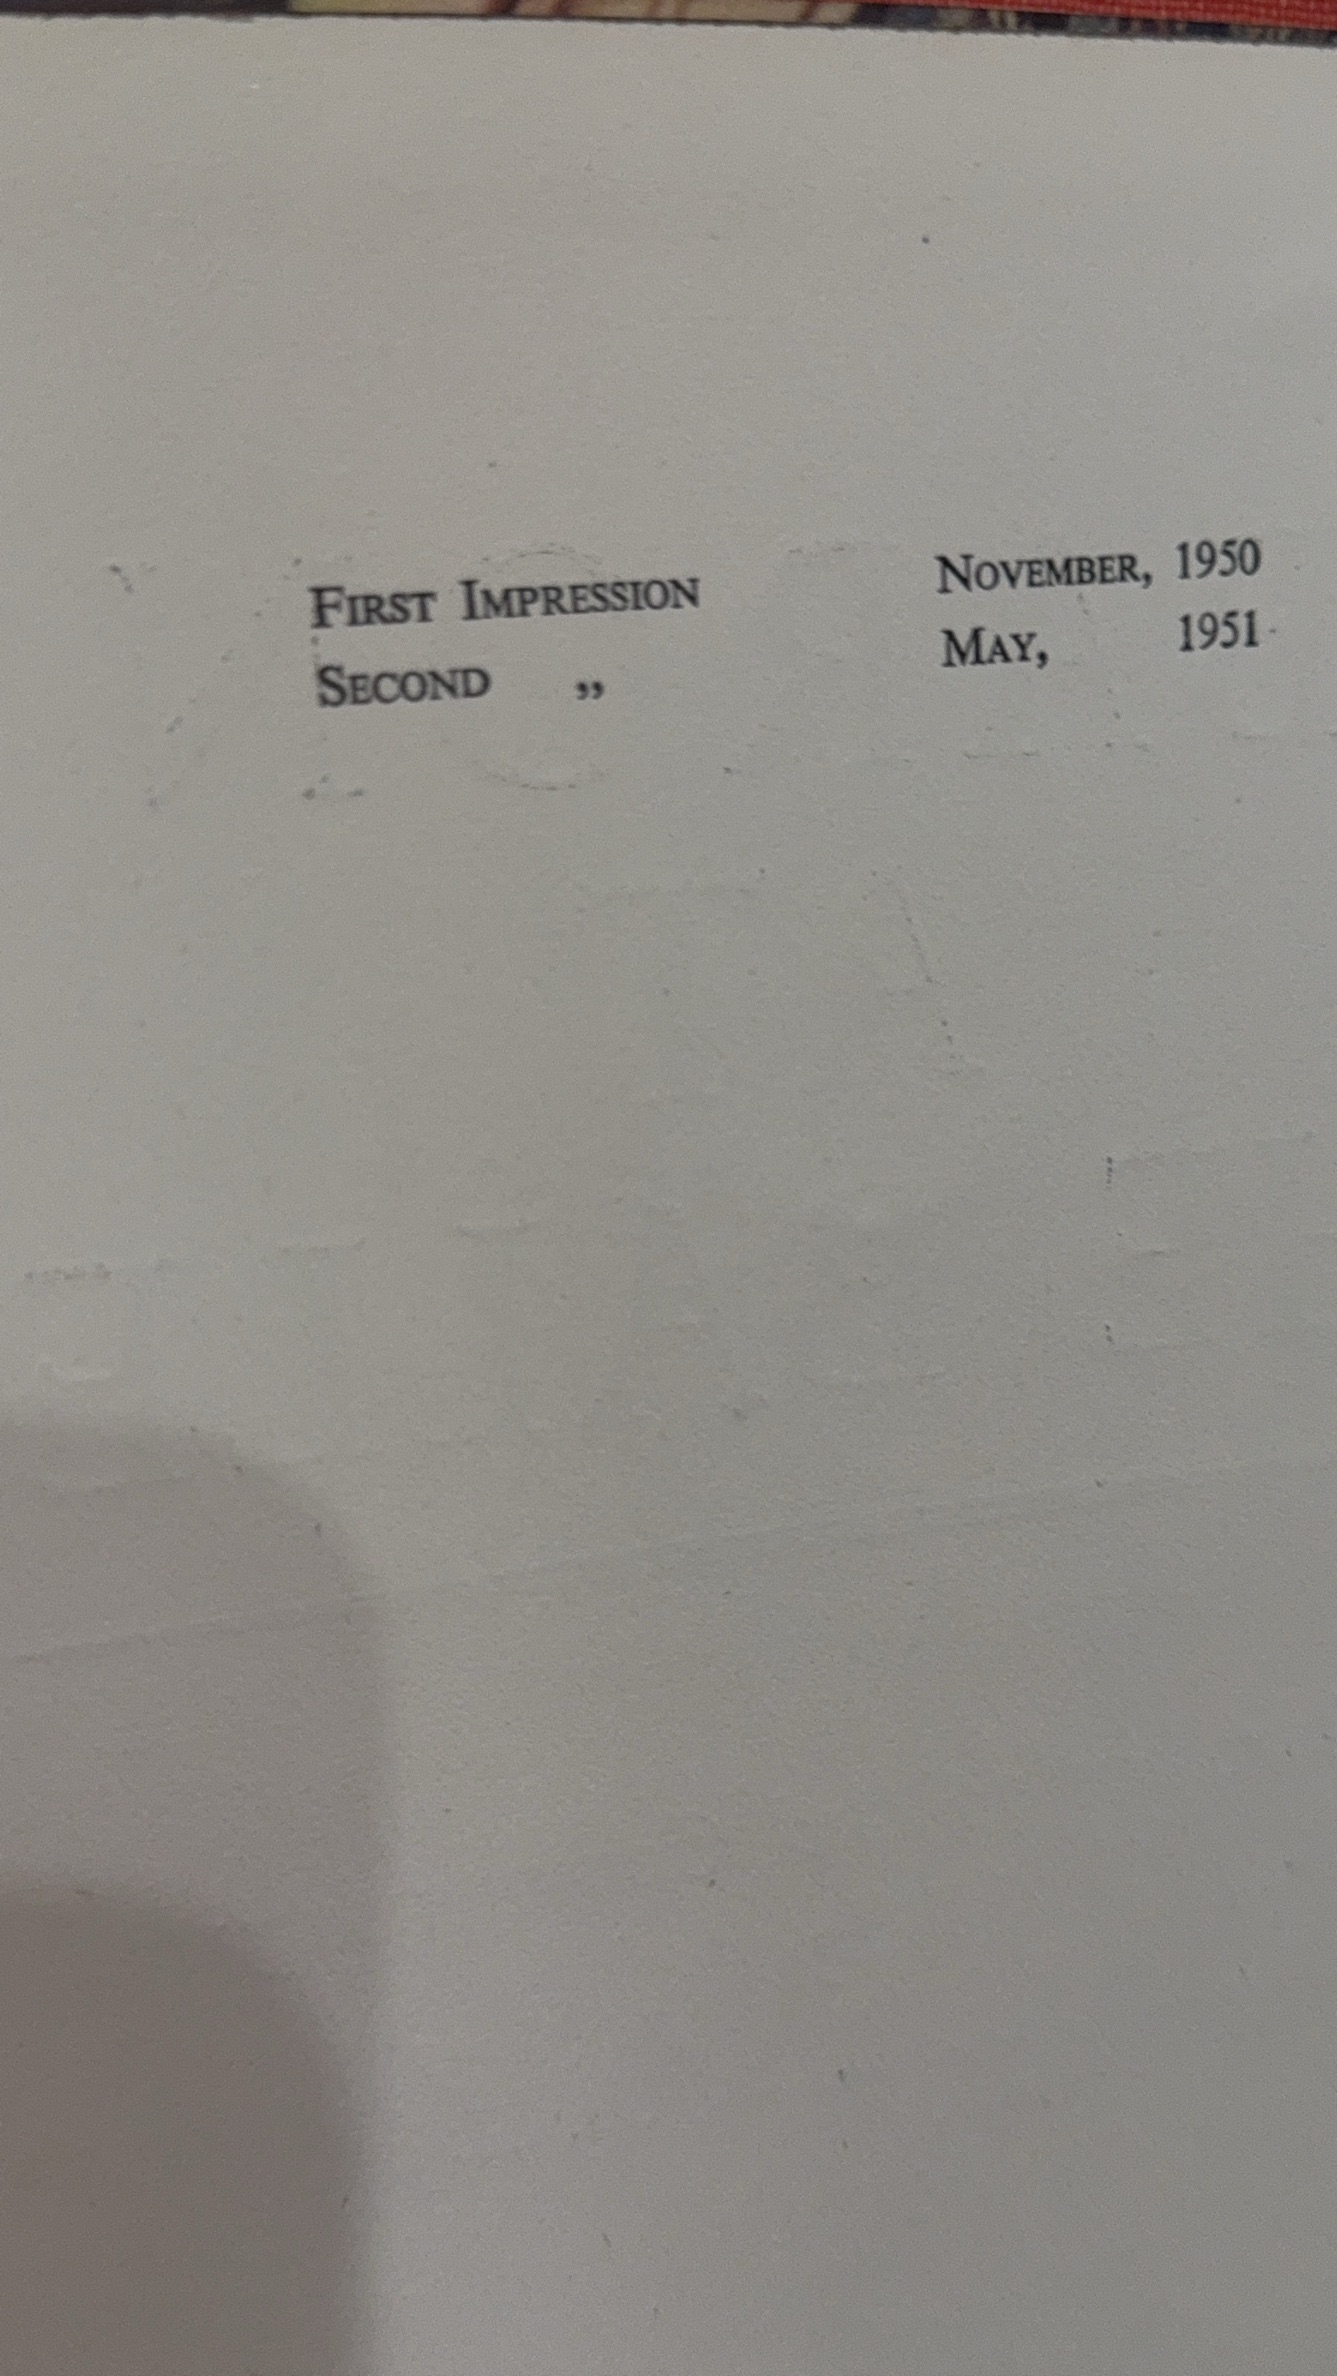 First Impression November, 1950
Second „ May, 1951